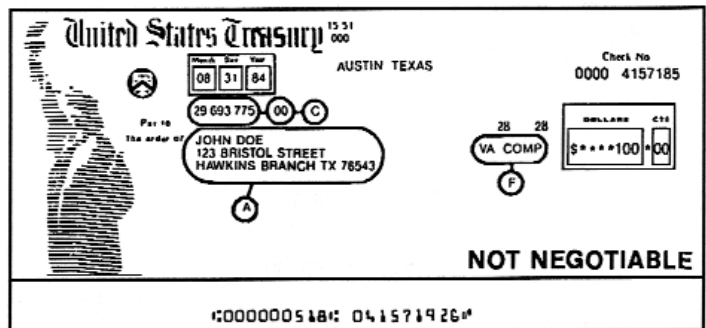 United States Treasury 15 51
000
Month Day Year
08 31 84
AUSTIN TEXAS
Check No
0000 4157185
29 693 775 00 C
Pay to
The order of
JOHN DOE
123 BRISTOL STREET
HAWKINS BRANCH TX 76543
A
28 28
VA COMP
F
DOLLARS CTS
$****100 *00
NOT NEGOTIABLE
⑆000000518⑆ 041571926⑈